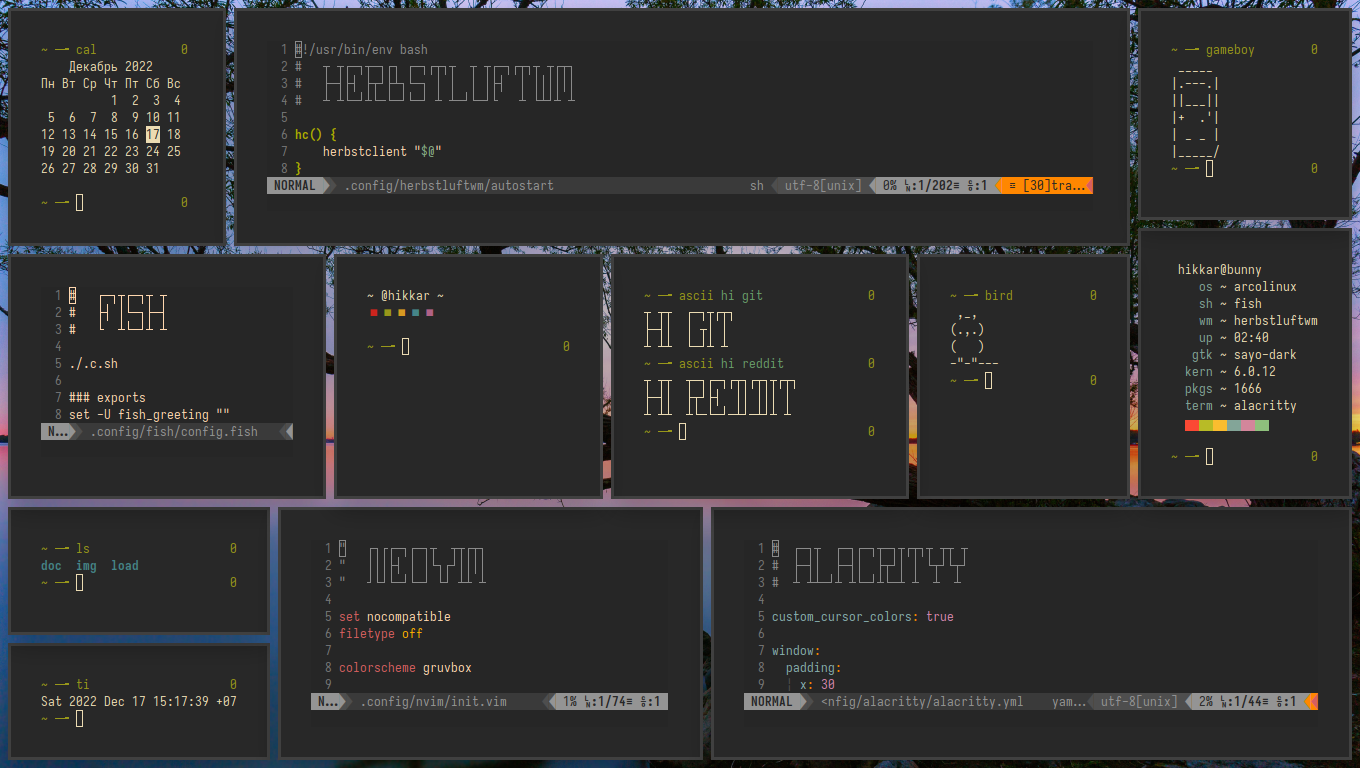 ~ —— cal 0
Декабрь 2022
Пн Вт Ср Чт Пт Сб Вс
1 2 3 4
5 6 7 8 9 10 11
12 13 14 15 16 17 18
19 20 21 22 23 24 25
26 27 28 29 30 31
~ —— 0
1 #!/usr/bin/env bash
2 # HERBSTLUFTWM
3 #
4 #
5
6 hc() {
7 herbstclient "$@"
8 }
NORMAL .config/herbstluftwm/autostart sh utf-8[unix] 0% LN:1/202≡ :1 ≡ [30]tra...
~ —— gameboy 0
 _____
|.---.|
||___||
|+  .'|
| _ _ |
|_____/
~ —— 0
1 # FISH
2 #
3 #
4
5 ./.c.sh
6
7 ### exports
8 set -U fish_greeting ""
N... .config/fish/config.fish
~ @hikkar ~
~ —— 0
~ —— ascii hi git 0
HI GIT
~ —— ascii hi reddit 0
HI REDDIT
~ —— 0
~ —— bird 0
 ,_,
(.,.)
(   )
-"-"---
~ —— 0
hikkar@bunny
os ~ arcolinux
sh ~ fish
wm ~ herbstluftwm
up ~ 02:40
gtk ~ sayo-dark
kern ~ 6.0.12
pkgs ~ 1666
term ~ alacritty
~ —— 0
~ —— ls 0
doc img load
~ —— 0
~ —— ti 0
Sat 2022 Dec 17 15:17:39 +07
~ ——
1 " NEOVIM
2 "
3 "
4
5 set nocompatible
6 filetype off
7
8 colorscheme gruvbox
9
N... .config/nvim/init.vim 1% LN:1/74≡ :1
1 # ALACRITYY
2 #
3 #
4
5 custom_cursor_colors: true
6
7 window:
8 padding:
9 ¦ x: 30
NORMAL <nfig/alacritty/alacritty.yml yam... utf-8[unix] 2% LN:1/44≡ :1